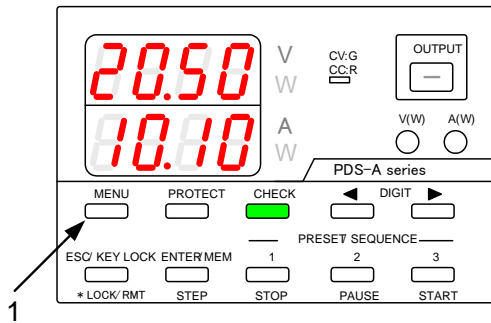 20.50 V
W
CV:G
CC:R
OUTPUT
10.10 A
W
V(W) A(W)
PDS-A series
MENU PROTECT CHECK ◀ DIGIT ▶
PRESET/ SEQUENCE
ESC/ KEY LOCK ENTER/MEM 1 2 3
* LOCK/ RMT STEP STOP PAUSE START
1